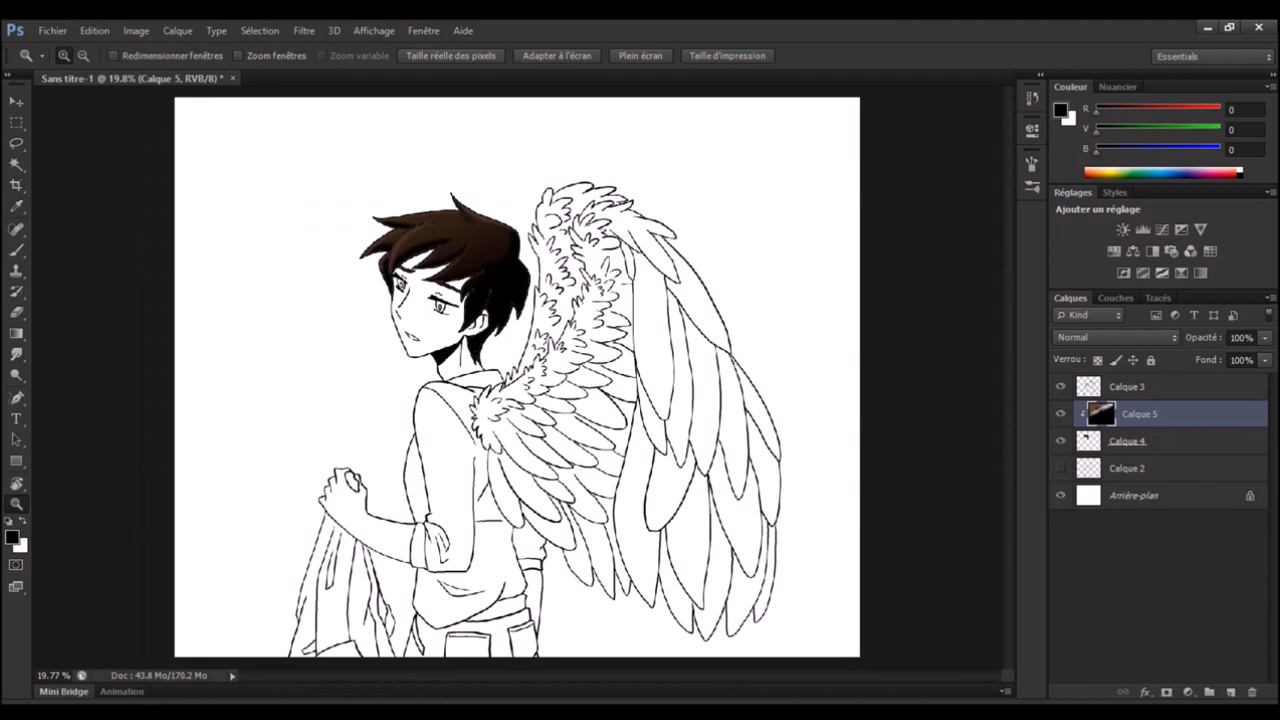 Ps Fichier Edition Image Calque Type Sélection Filtre 3D Affichage Fenêtre Aide
Redimensionner fenêtres Zoom fenêtres Zoom variable Taille réelle des pixels Adapter à l'écran Plein écran Taille d'impression Essentials
Sans titre-1 @ 19.8% (Calque 5, RVB/8) *
Couleur Nuancier
R 0
V 0
B 0
Réglages Styles
Ajouter un réglage
Calques Couches Tracés
Kind
Normal Opacité : 100%
Verrou : Fond : 100%
Calque 3
Calque 5
Calque 4
Calque 2
Arrière-plan
19.77 % Doc : 43.8 Mo/170.2 Mo
Mini Bridge Animation